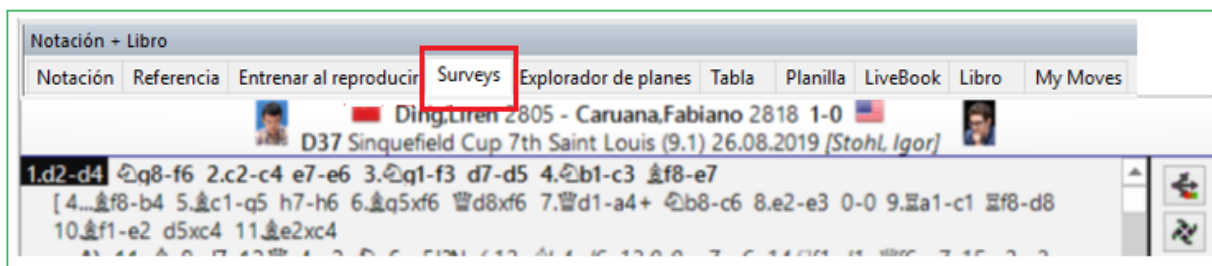 Notación + Libro
Notación Referencia Entrenar al reproducir Surveys Explorador de planes Tabla Planilla LiveBook Libro My Moves
Ding,Liren 2805 - Caruana,Fabiano 2818 1-0
D37 Sinquefield Cup 7th Saint Louis (9.1) 26.08.2019 [Stohl, Igor]
1.d2-d4 ♘g8-f6 2.c2-c4 e7-e6 3.♘g1-f3 d7-d5 4.♘b1-c3 ♗f8-e7
[ 4...♗f8-b4 5.♗c1-g5 h7-h6 6.♗g5xf6 ♕d8xf6 7.♕d1-a4+ ♘b8-c6 8.e2-e3 0-0 9.♖a1-c1 ♖f8-d8
10.♗f1-e2 d5xc4 11.♗e2xc4